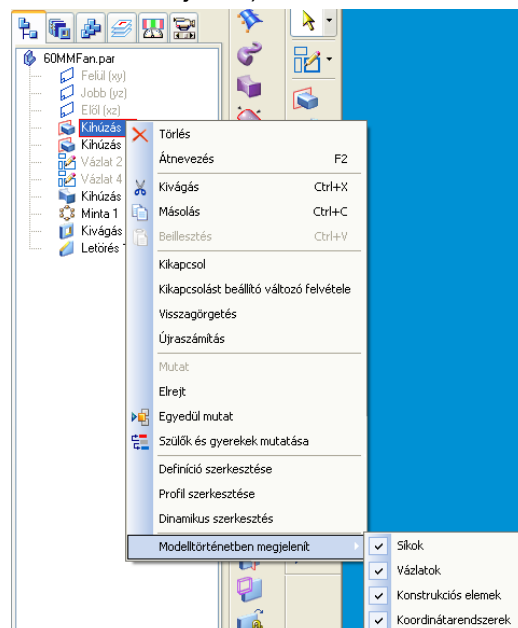 60MMFan.par
Felül (xy)
Jobb (yz)
Elöl (xz)
Kihúzás
Kihúzás
Vázlat 2
Vázlat 4
Kihúzás
Minta 1
Kivágás
Letörés
Törlés
Átnevezés F2
Kivágás Ctrl+X
Másolás Ctrl+C
Beillesztés Ctrl+V
Kikapcsol
Kikapcsolást beállító változó felvétele
Visszagörgetés
Újraszámítás
Mutat
Elrejt
Egyedül mutat
Szülők és gyerekek mutatása
Definíció szerkesztése
Profil szerkesztése
Dinamikus szerkesztés
Modelltörténetben megjelenít
Síkok
Vázlatok
Konstrukciós elemek
Koordinátarendszerek